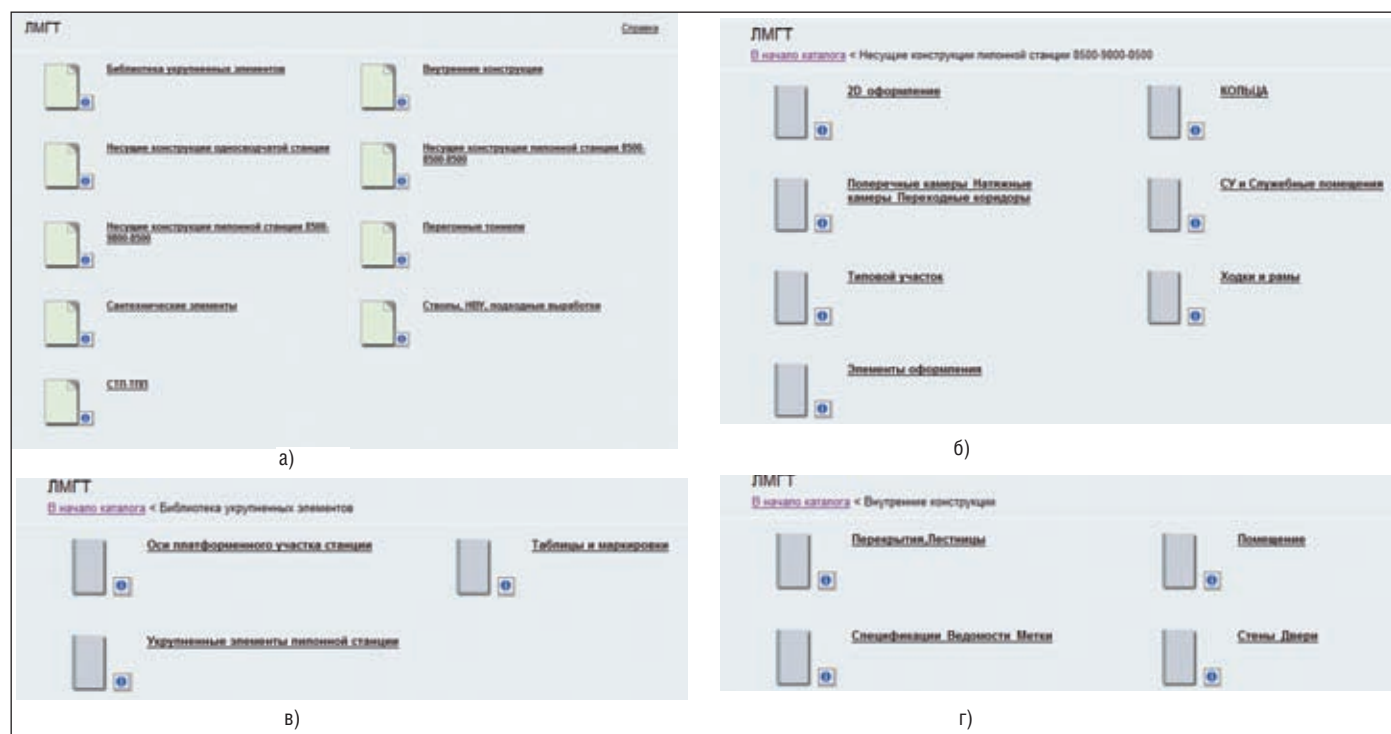 ЛМГТ
Справка
Библиотека укрупненных элементов
Внутренние конструкции
Несущие конструкции односводчатой станции
Несущие конструкции пилонной станции 8500-
8500-8500
Несущие конструкции пилонной станции 8500-
9800-8500
Перегонные тоннели
Сантехнические элементы
Стволы, НВУ, подходные выработки
СТП-ТПП
а)
ЛМГТ
В начало каталога < Несущие конструкции пилонной станции 8500-9800-8500
2D оформление
КОЛЬЦА
Поперечные камеры Натяжные
камеры Переходные коридоры
СУ и Служебные помещения
Типовой участок
Ходки и рамы
Элементы оформления
б)
ЛМГТ
В начало каталога < Библиотека укрупненных элементов
Оси платформенного участка станции
Таблицы и маркировки
Укрупненные элементы пилонной станции
в)
ЛМГТ
В начало каталога < Внутренние конструкции
Перекрытия,Лестницы
Помещение
Спецификации Ведомости Метки
Стены Двери
г)